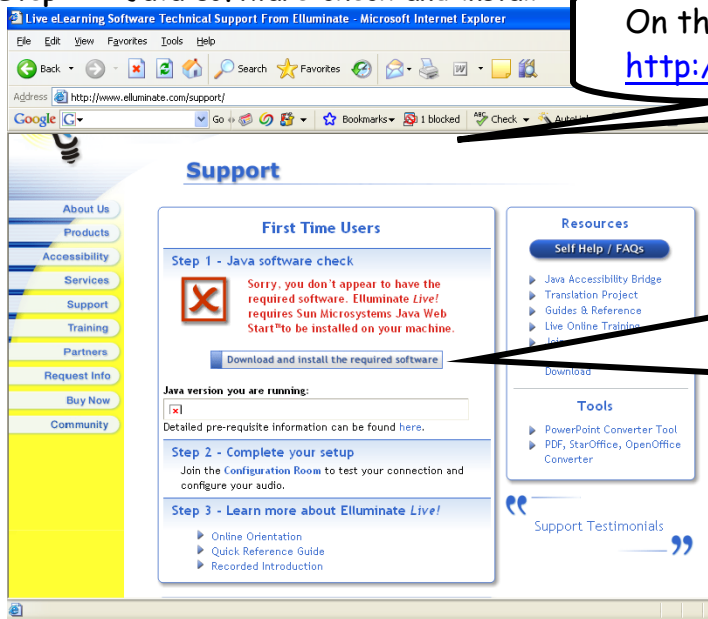 Live eLearning Software Technical Support From Elluminate - Microsoft Internet Explorer
On th
http:/
File Edit View Favorites Tools Help
Back Search Favorites
Address http://www.elluminate.com/support/
Google G Go Bookmarks 1 blocked ABC Check
Support
About Us
Products
Accessibility
Services
Support
Training
Partners
Request Info
Buy Now
Community
First Time Users
Step 1 - Java software check
Sorry, you don't appear to have the
required software. Elluminate Live!
requires Sun Microsystems Java Web
Start™to be installed on your machine.
Download and install the required software
Java version you are running:
Detailed pre-requisite information can be found here.
Step 2 - Complete your setup
Join the Configuration Room to test your connection and
configure your audio.
Step 3 - Learn more about Elluminate Live!
Online Orientation
Quick Reference Guide
Recorded Introduction
Resources
Self Help / FAQs
Java Accessibility Bridge
Translation Project
Guides & Reference
Live Online Training
Download
Tools
PowerPoint Converter Tool
PDF, StarOffice, OpenOffice
Converter
Support Testimonials